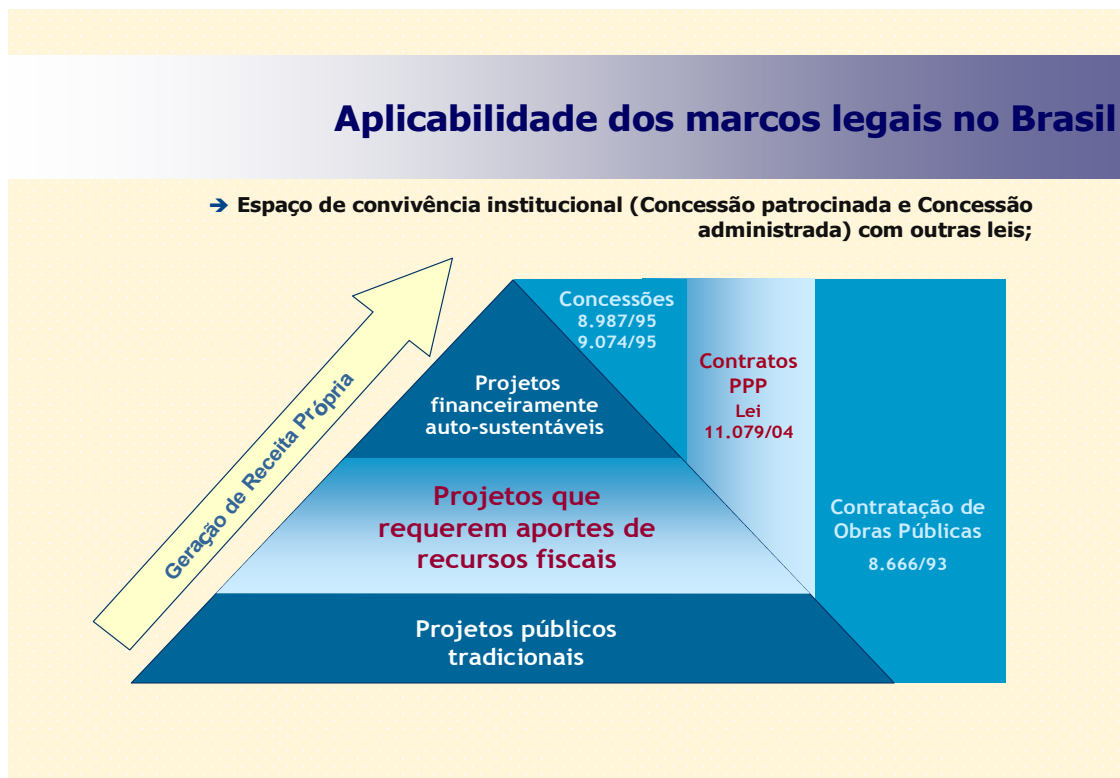 Aplicabilidade dos marcos legais no Brasil
➔ Espaço de convivência institucional (Concessão patrocinada e Concessão
administrada) com outras leis;
Geração de Receita Própria
Concessões
8.987/95
9.074/95
Contratos
PPP
Lei
11.079/04
Contratação de
Obras Públicas
8.666/93
Projetos
financeiramente
auto-sustentáveis
Projetos que
requerem aportes de
recursos fiscais
Projetos públicos
tradicionais